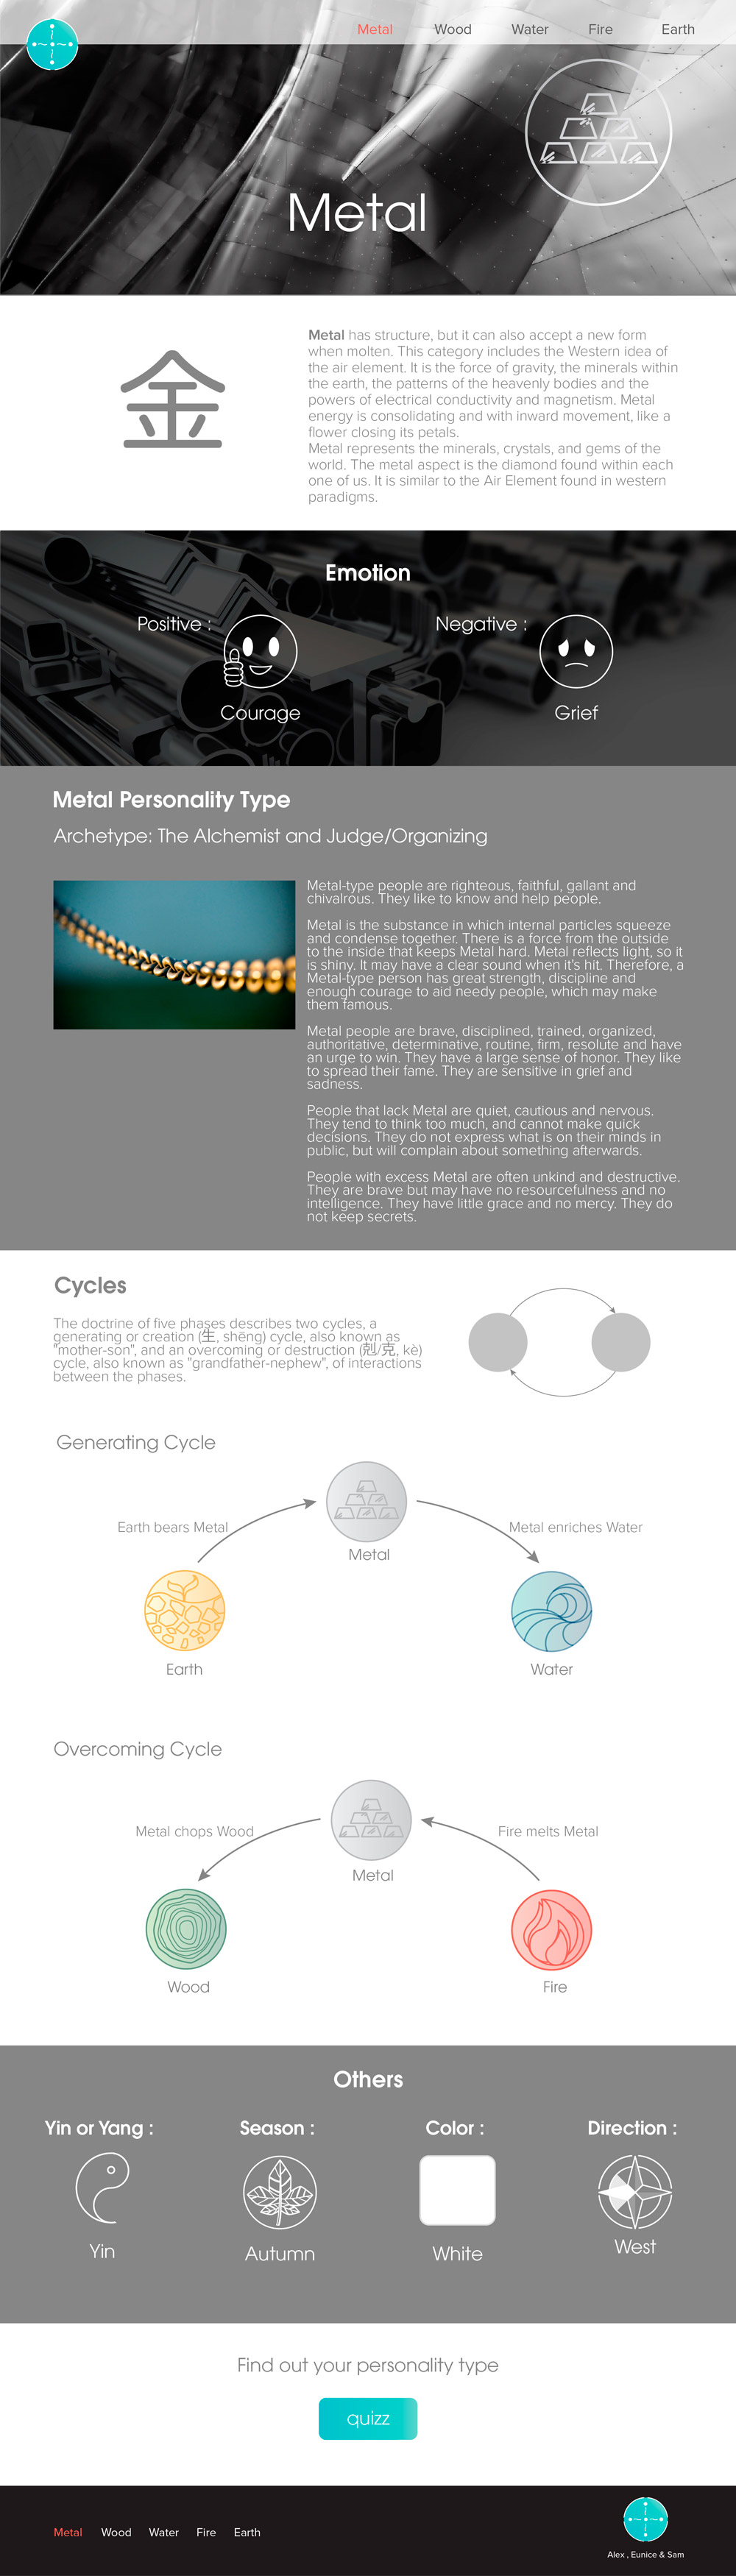 Metal Wood Water Fire Earth
Metal
金
Metal has structure, but it can also accept a new form
when molten. This category includes the Western idea of
the air element. It is the force of gravity, the minerals within
the earth, the patterns of the heavenly bodies and the
powers of electrical conductivity and magnetism. Metal
energy is consolidating and with inward movement, like a
flower closing its petals.
Metal represents the minerals, crystals, and gems of the
world. The metal aspect is the diamond found within each
one of us. It is similar to the Air Element found in western
paradigms.
Emotion
Positive :
Courage
Negative :
Grief
Metal Personality Type
Archetype: The Alchemist and Judge/Organizing
Metal-type people are righteous, faithful, gallant and
chivalrous. They like to know and help people.
Metal is the substance in which internal particles squeeze
and condense together. There is a force from the outside
to the inside that keeps Metal hard. Metal reflects light, so it
is shiny. It may have a clear sound when it's hit. Therefore, a
Metal-type person has great strength, discipline and
enough courage to aid needy people, which may make
them famous.
Metal people are brave, disciplined, trained, organized,
authoritative, determinative, routine, firm, resolute and have
an urge to win. They have a large sense of honor. They like
to spread their fame. They are sensitive in grief and
sadness.
People that lack Metal are quiet, cautious and nervous.
They tend to think too much, and cannot make quick
decisions. They do not express what is on their minds in
public, but will complain about something afterwards.
People with excess Metal are often unkind and destructive.
They are brave but may have no resourcefulness and no
intelligence. They have little grace and no mercy. They do
not keep secrets.
Cycles
The doctrine of five phases describes two cycles, a
generating or creation (生, shēng) cycle, also known as
"mother-son", and an overcoming or destruction (剋/克, kè)
cycle, also known as "grandfather-nephew", of interactions
between the phases.
Generating Cycle
Earth bears Metal
Metal enriches Water
Metal
Earth
Water
Overcoming Cycle
Metal chops Wood
Fire melts Metal
Metal
Wood
Fire
Others
Yin or Yang :
Yin
Season :
Autumn
Color :
White
Direction :
West
Find out your personality type
quizz
Metal Wood Water Fire Earth
Alex , Eunice & Sam